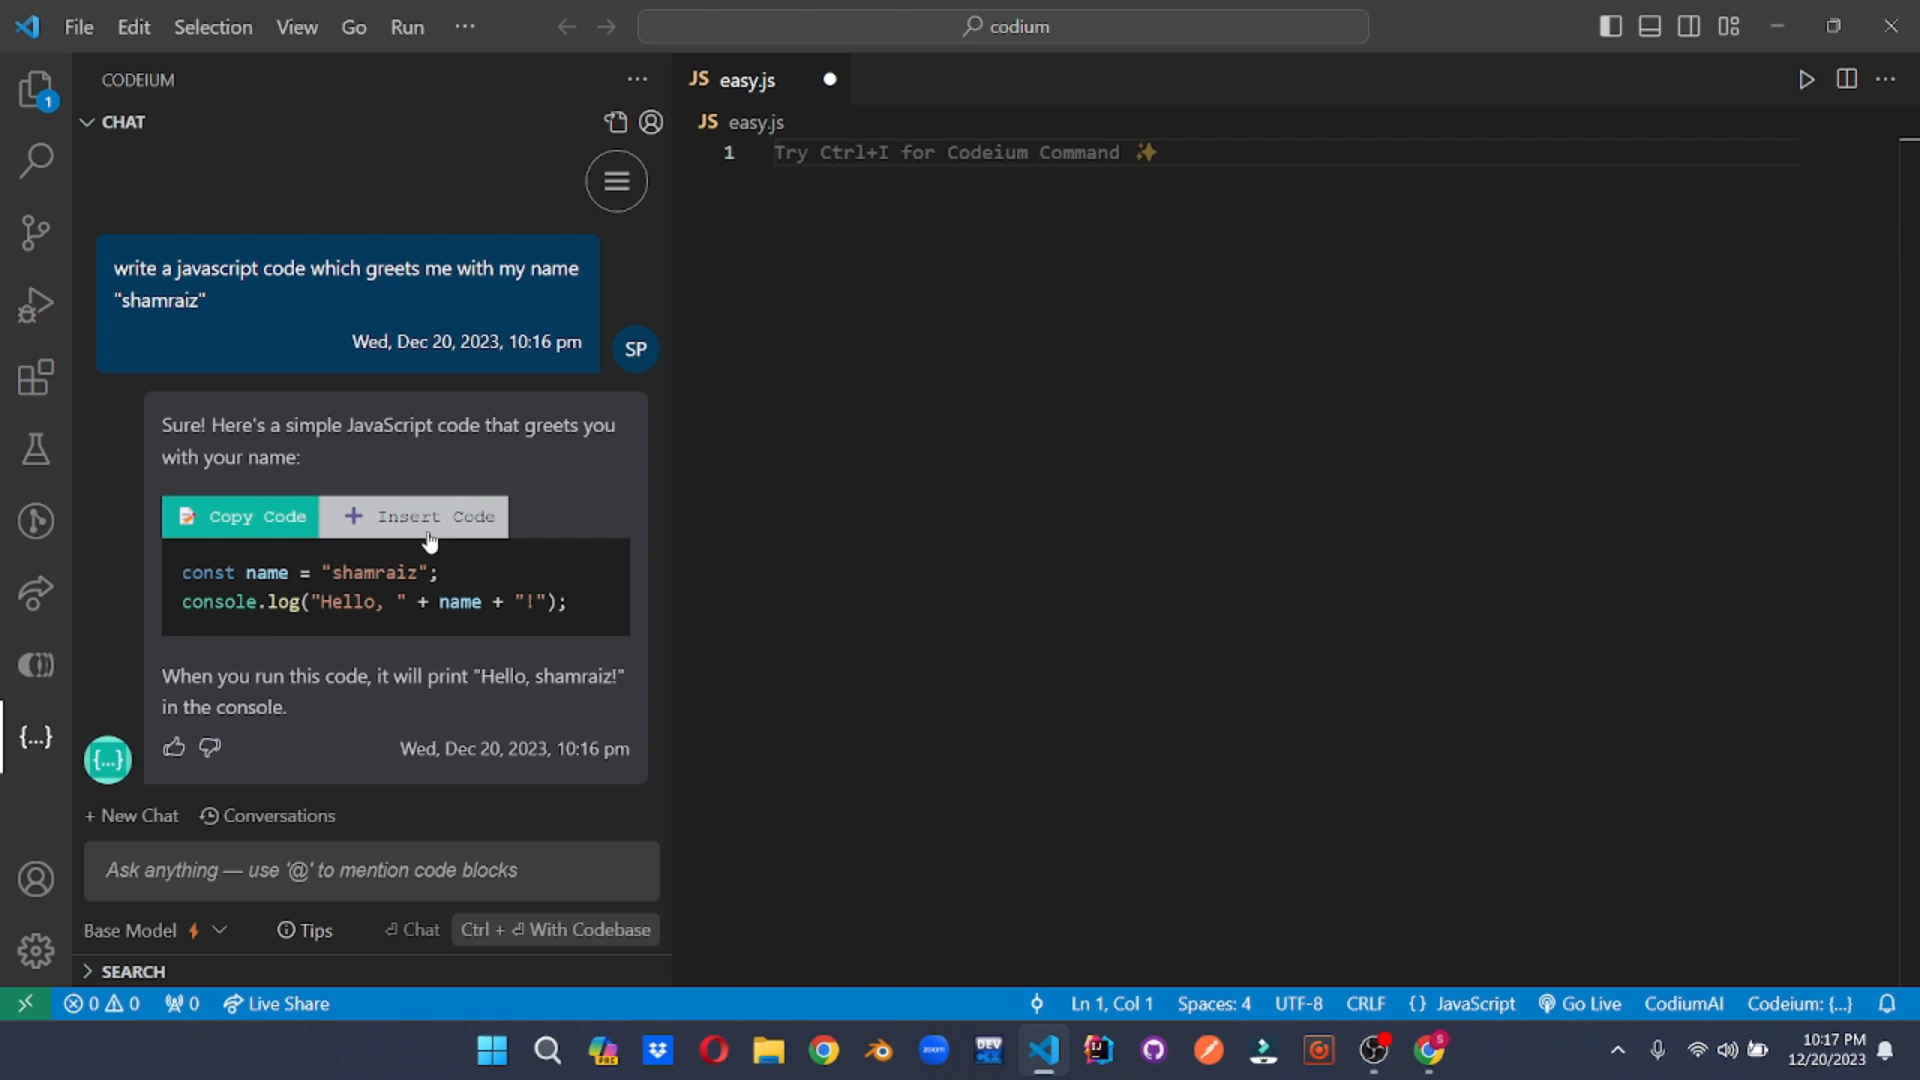 File Edit Selection View Go Run ···
codium
CODEIUM ···
JS easy.js
CHAT
JS easy.js
1
1 Try Ctrl+I for Codeium Command ✨
write a javascript code which greets me with my name
"shamraiz"
Wed, Dec 20, 2023, 10:16 pm
SP
Sure! Here's a simple JavaScript code that greets you
with your name:
Copy Code + Insert Code
const name = "shamraiz";
console.log("Hello, " + name + "!");
When you run this code, it will print "Hello, shamraiz!"
in the console.
{...}
{...}
Wed, Dec 20, 2023, 10:16 pm
+ New Chat Conversations
Ask anything — use '@' to mention code blocks
Base Model Tips ⏎ Chat Ctrl + ⏎ With Codebase
SEARCH
0 0 0 Live Share Ln 1, Col 1 Spaces: 4 UTF-8 CRLF {} JavaScript Go Live CodiumAI Codeium: {...}
PRE zoom DEV IJ S
10:17 PM
12/20/2023